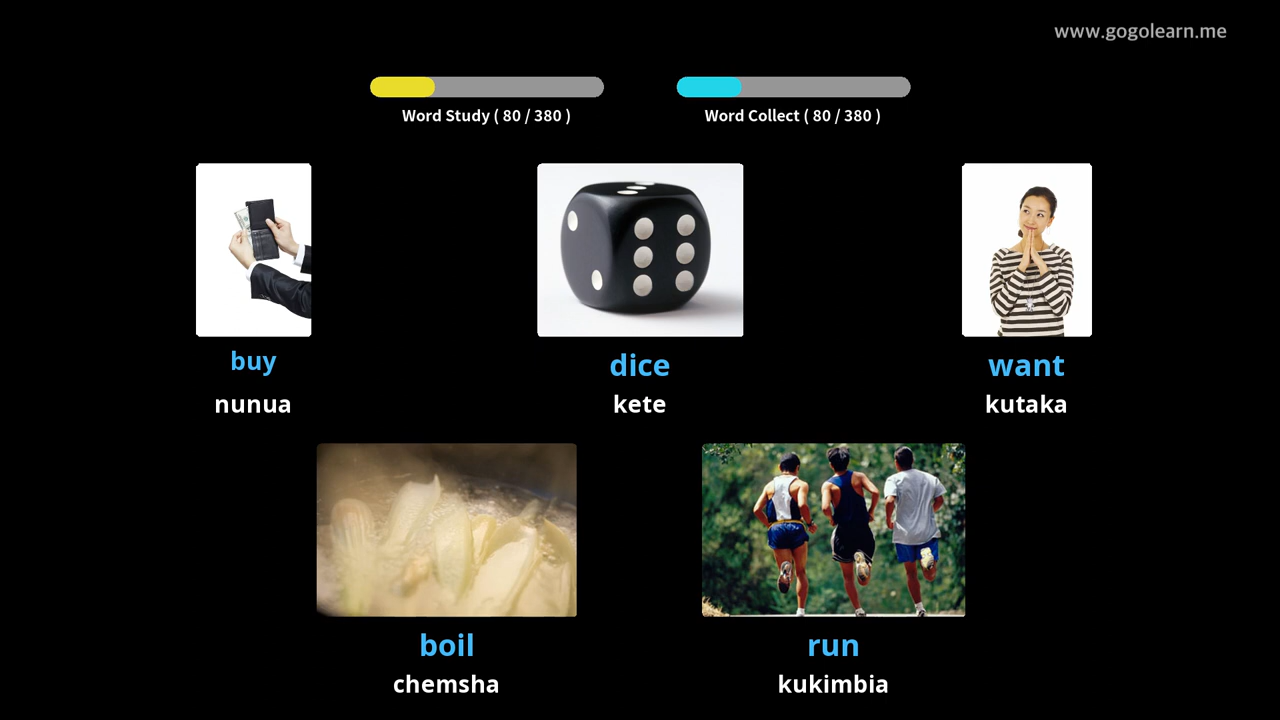 www.gogolearn.me
Word Study ( 80 / 380 )
Word Collect ( 80 / 380 )
buy
nunua
dice
kete
want
kutaka
boil
chemsha
run
kukimbia